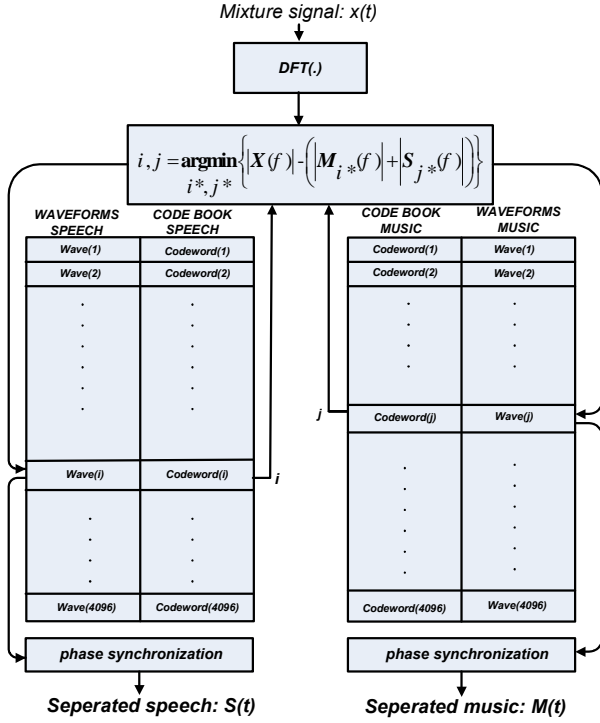 Mixture signal: x(t)
DFT(.)
i, j = argmin { |X(f)| - ( |M i*(f)| + |S j*(f)| ) }
i*, j*
WAVEFORMS SPEECH
CODE BOOK SPEECH
Wave(1) Codeword(1)
Wave(2) Codeword(2)
Wave(i) Codeword(i)
i
Wave(4096) Codeword(4096)
phase synchronization
Seperated speech: S(t)
CODE BOOK MUSIC
WAVEFORMS MUSIC
Codeword(1) Wave(1)
Codeword(2) Wave(2)
j
Codeword(j) Wave(j)
Codeword(4096) Wave(4096)
phase synchronization
Seperated music: M(t)